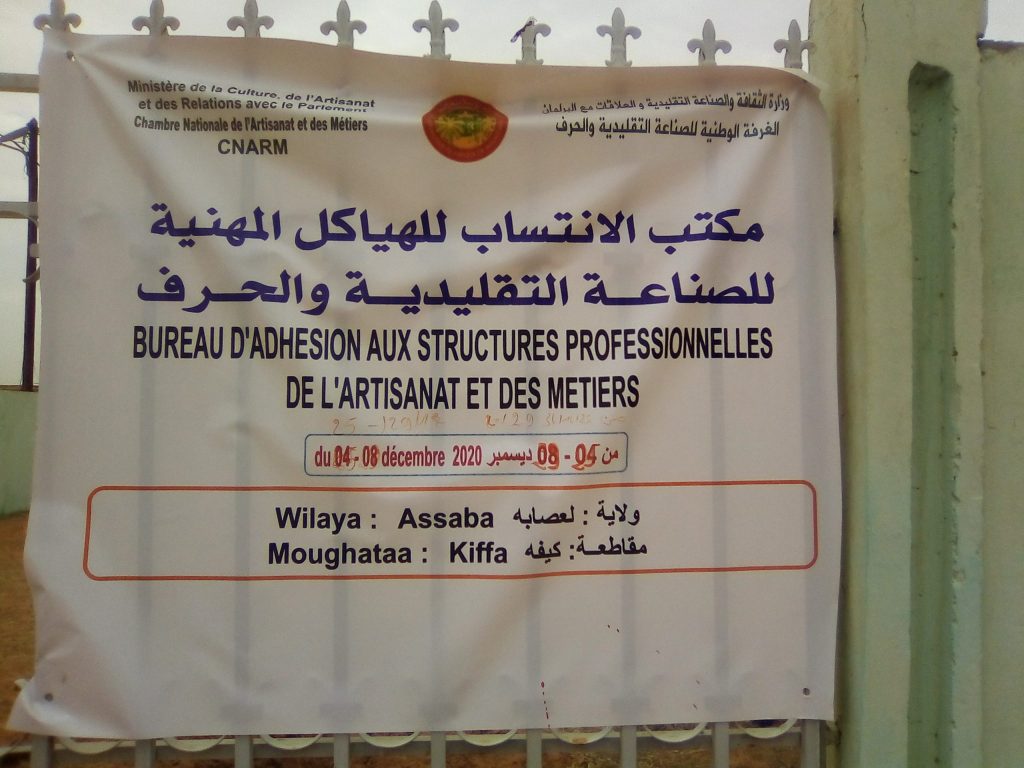 Ministère de la Culture, de l'Artisanat
et des Relations avec le Parlement
Chambre Nationale de l'Artisanat et des Métiers
CNARM
وزارة الثقافة والصناعة التقليدية و العلاقات مع البرلمان
الغرفة الوطنية للصناعة التقليدية والحرف
مكتب الانتساب للهياكل المهنية
للصناعة التقليدية والحرف
BUREAU D'ADHESION AUX STRUCTURES PROFESSIONNELLES
DE L'ARTISANAT ET DES METIERS
du 04 - 08 décembre 2020 من 04 - 08 ديسمبر
Wilaya : Assaba ولاية : لعصابه
Moughataa : Kiffa مقاطعة: كيفه